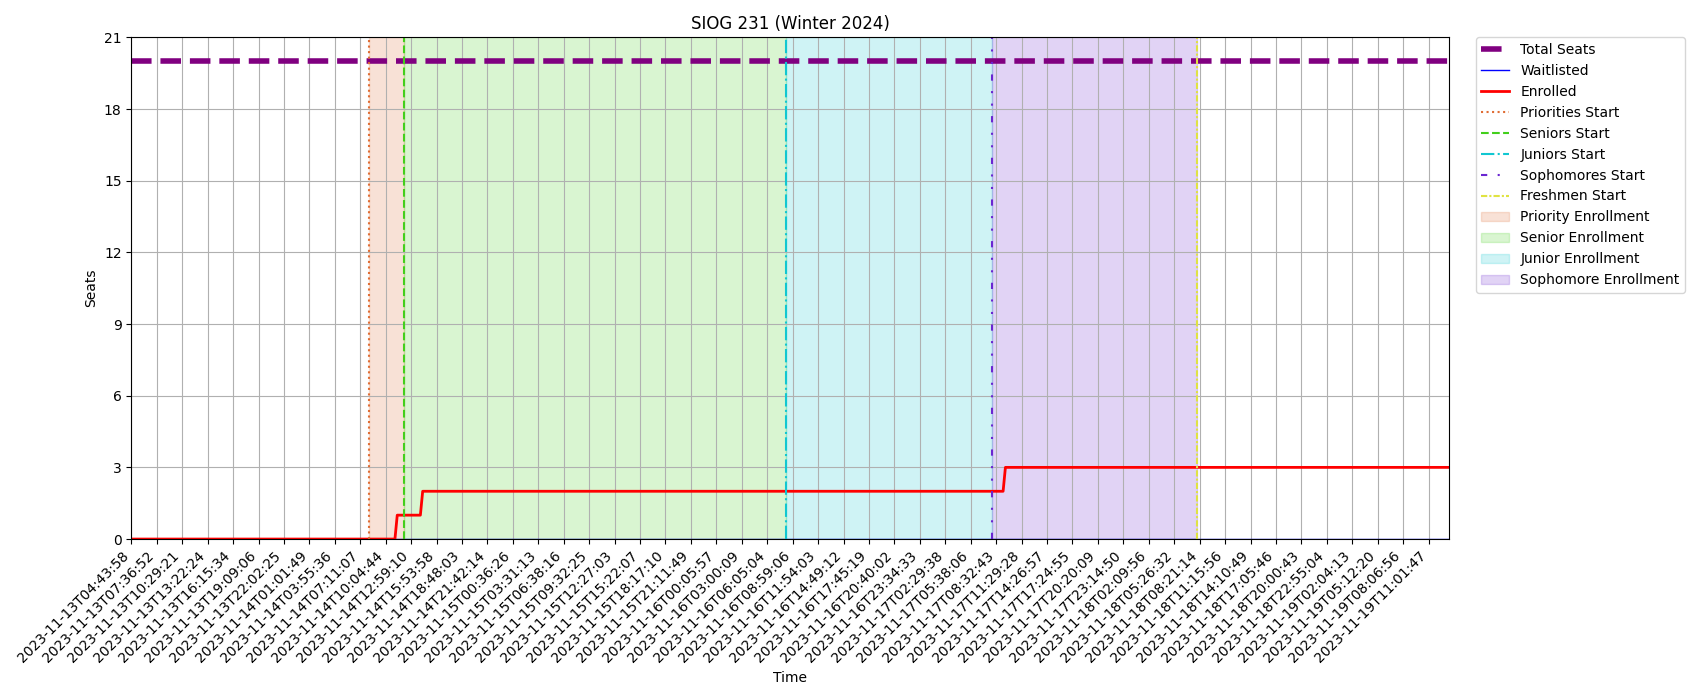 SIOG 231 (Winter 2024)
Seats
21
18
15
12
9
6
3
0
2023-11-13T04:43:58
2023-11-13T07:36:52
2023-11-13T10:29:21
2023-11-13T13:22:24
2023-11-13T16:15:34
2023-11-13T19:09:06
2023-11-13T22:02:25
2023-11-14T01:01:49
2023-11-14T03:55:36
2023-11-14T07:11:07
2023-11-14T10:04:44
2023-11-14T12:59:10
2023-11-14T15:53:58
2023-11-14T18:48:03
2023-11-14T21:42:14
2023-11-15T00:36:26
2023-11-15T03:31:13
2023-11-15T06:38:16
2023-11-15T09:32:25
2023-11-15T12:27:03
2023-11-15T15:22:07
2023-11-15T18:17:10
2023-11-15T21:11:49
2023-11-16T00:05:57
2023-11-16T03:00:09
2023-11-16T06:05:04
2023-11-16T08:59:06
2023-11-16T11:54:03
2023-11-16T14:49:12
2023-11-16T17:45:19
2023-11-16T20:40:02
2023-11-16T23:34:33
2023-11-17T02:29:38
2023-11-17T05:38:06
2023-11-17T08:32:43
2023-11-17T11:29:28
2023-11-17T14:26:57
2023-11-17T17:24:55
2023-11-17T20:20:09
2023-11-17T23:14:50
2023-11-18T02:09:56
2023-11-18T05:26:32
2023-11-18T08:21:14
2023-11-18T11:15:56
2023-11-18T14:10:49
2023-11-18T17:05:46
2023-11-18T20:00:43
2023-11-18T22:55:04
2023-11-19T02:04:13
2023-11-19T05:12:20
2023-11-19T08:06:56
2023-11-19T11:01:47
Time
Total Seats
Waitlisted
Enrolled
Priorities Start
Seniors Start
Juniors Start
Sophomores Start
Freshmen Start
Priority Enrollment
Senior Enrollment
Junior Enrollment
Sophomore Enrollment